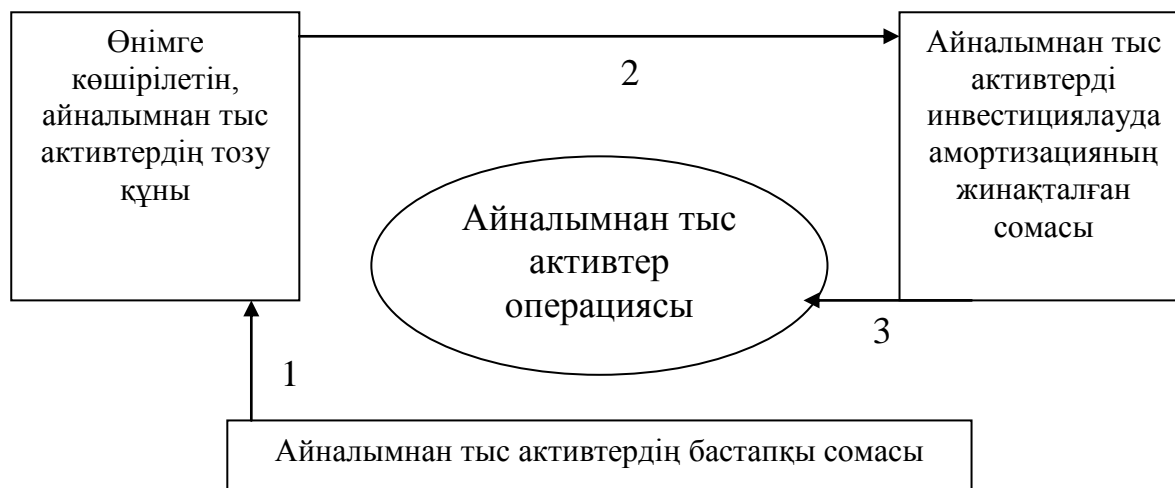 Өнімге
көшірілетін,
айналымнан тыс
активтердің тозу
құны
2
Айналымнан тыс
активтерді
инвестициялауда
амортизацияның
жинақталған
сомасы
Айналымнан тыс
активтер
операциясы
3
1
Айналымнан тыс активтердің бастапқы сомасы